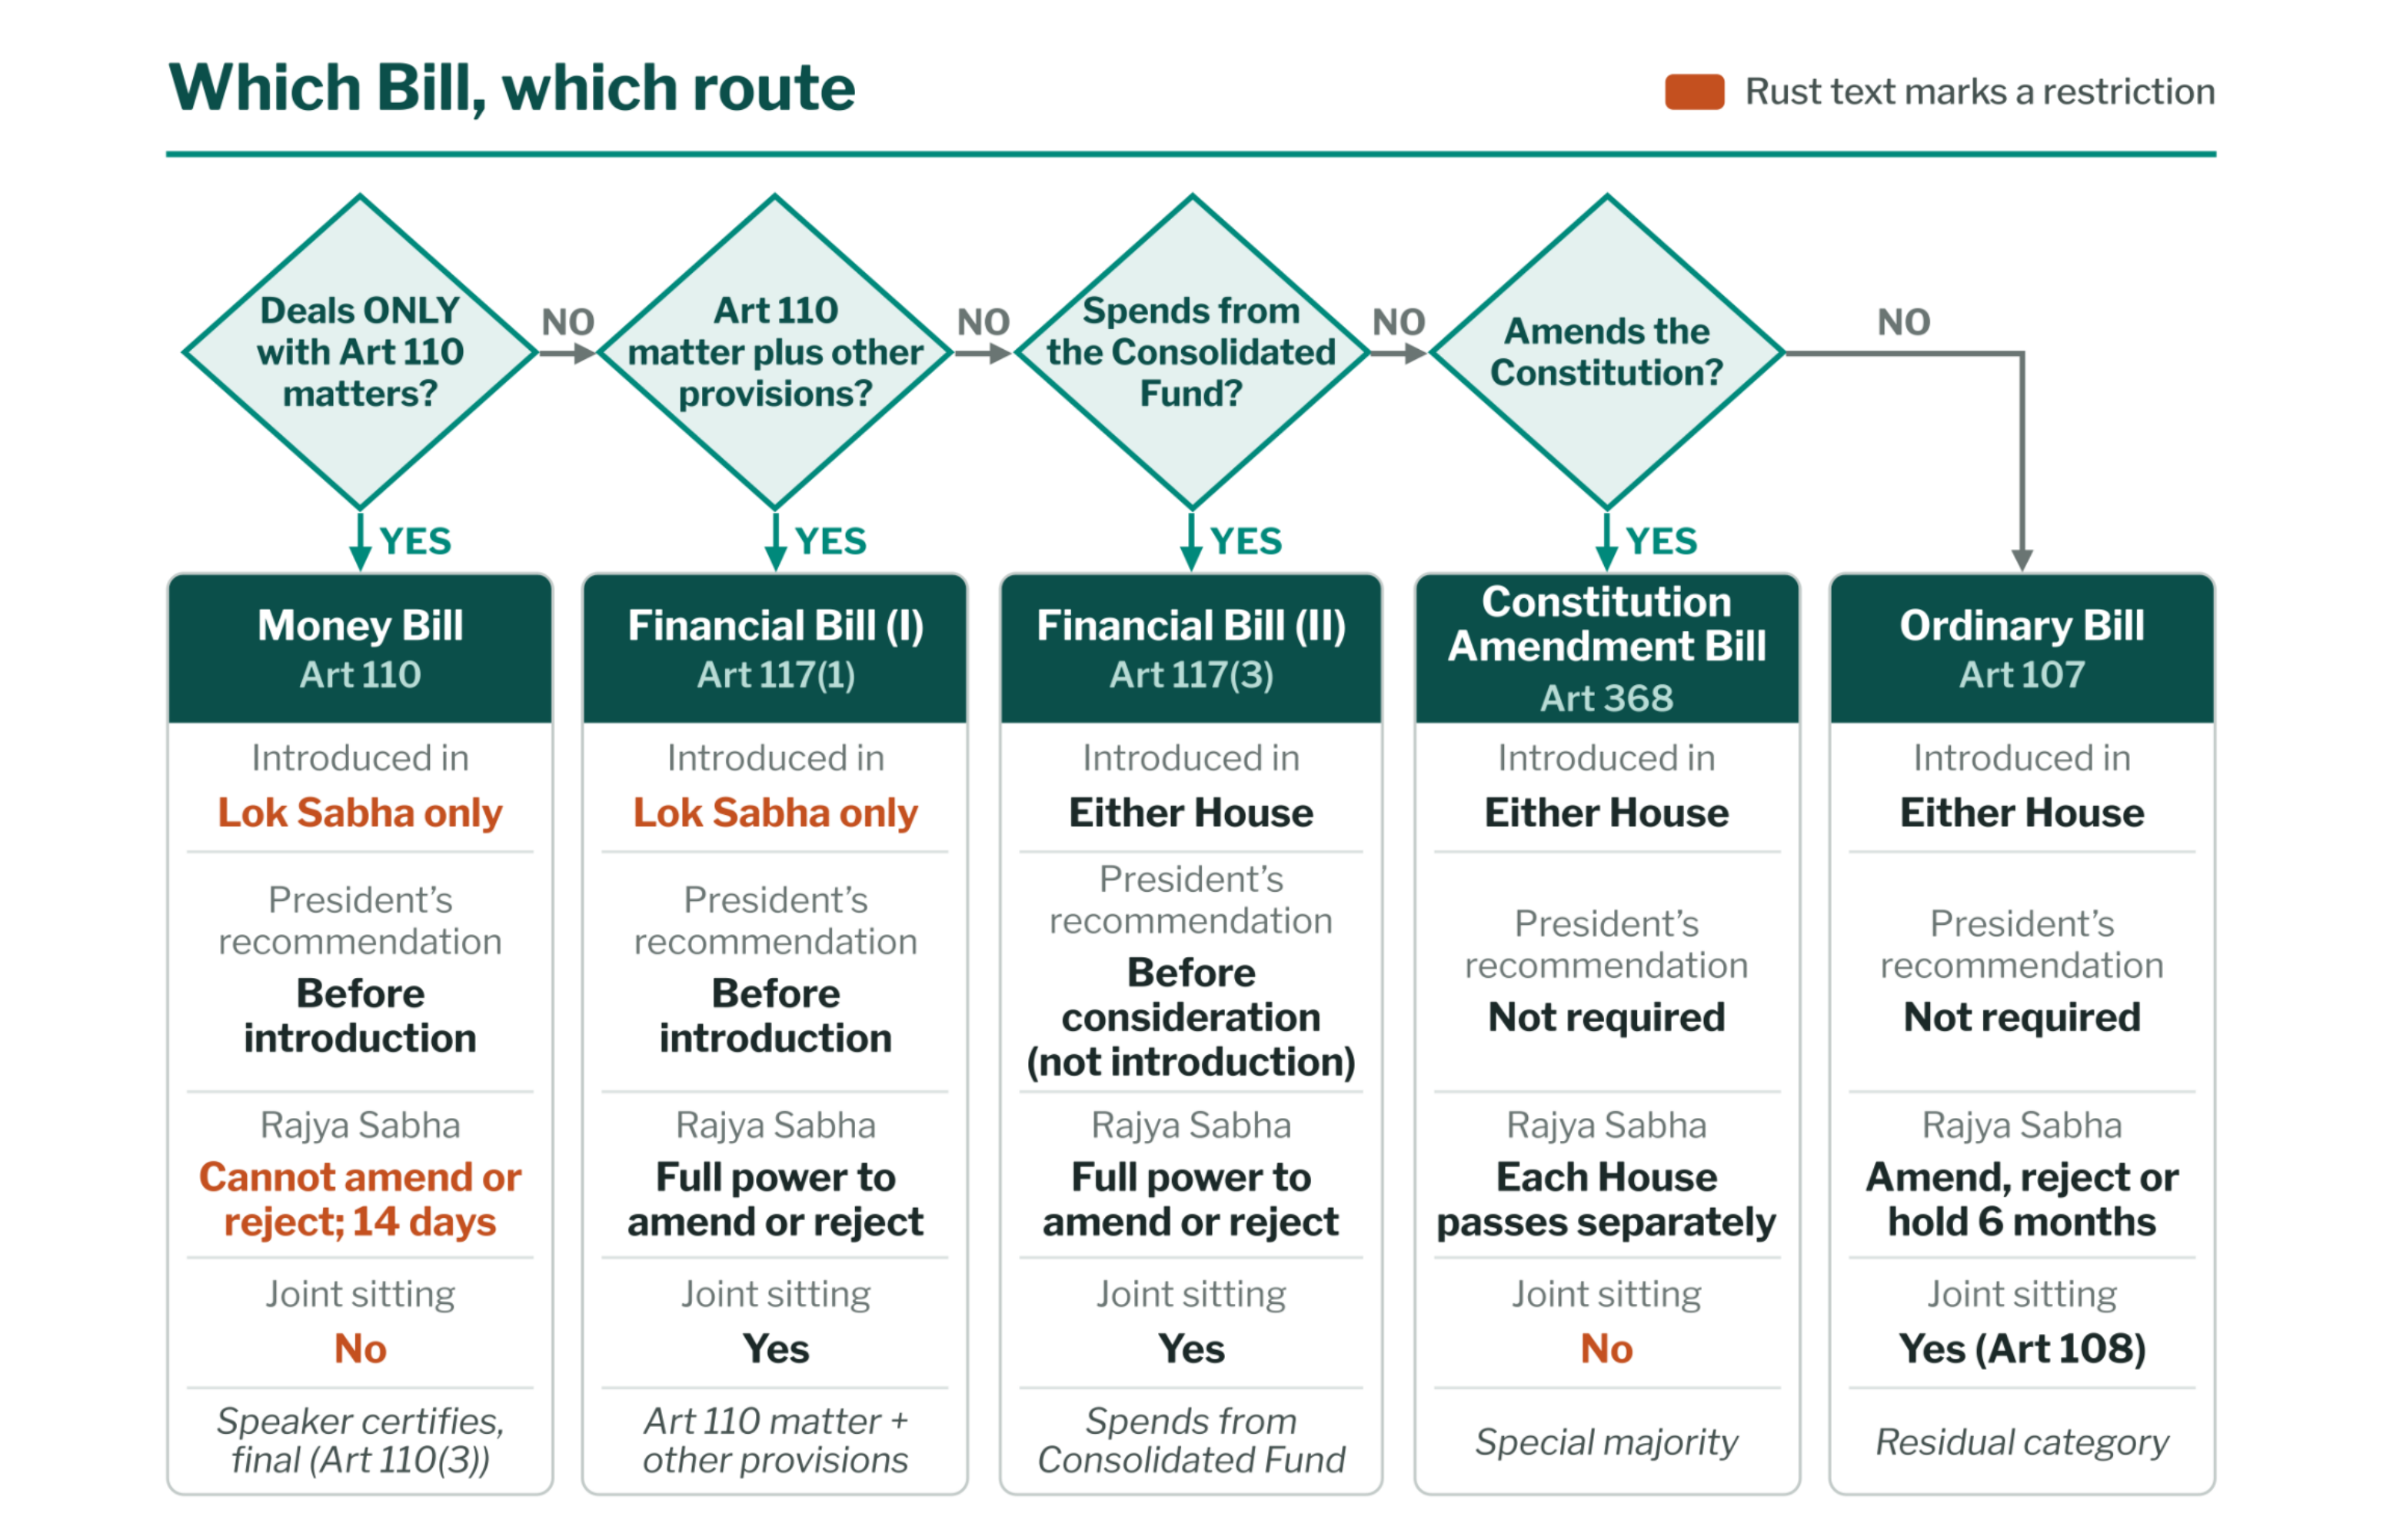 Which Bill, which route
Rust text marks a restriction
Deals ONLY
with Art 110
matters?
NO
Art 110
matter plus other
provisions?
NO
Spends from
the Consolidated
Fund?
NO
Amends the
Constitution?
NO
YES
YES
YES
YES
Money Bill
Art 110
Introduced in
Lok Sabha only
President’s
recommendation
Before
introduction
Rajya Sabha
Cannot amend or
reject; 14 days
Joint sitting
No
Speaker certifies,
final (Art 110(3))
Financial Bill (I)
Art 117(1)
Introduced in
Lok Sabha only
President’s
recommendation
Before
introduction
Rajya Sabha
Full power to
amend or reject
Joint sitting
Yes
Art 110 matter +
other provisions
Financial Bill (II)
Art 117(3)
Introduced in
Either House
President’s
recommendation
Before
consideration
(not introduction)
Rajya Sabha
Full power to
amend or reject
Joint sitting
Yes
Spends from
Consolidated Fund
Constitution
Amendment Bill
Art 368
Introduced in
Either House
President’s
recommendation
Not required
Rajya Sabha
Each House
passes separately
Joint sitting
No
Special majority
Ordinary Bill
Art 107
Introduced in
Either House
President’s
recommendation
Not required
Rajya Sabha
Amend, reject or
hold 6 months
Joint sitting
Yes (Art 108)
Residual category